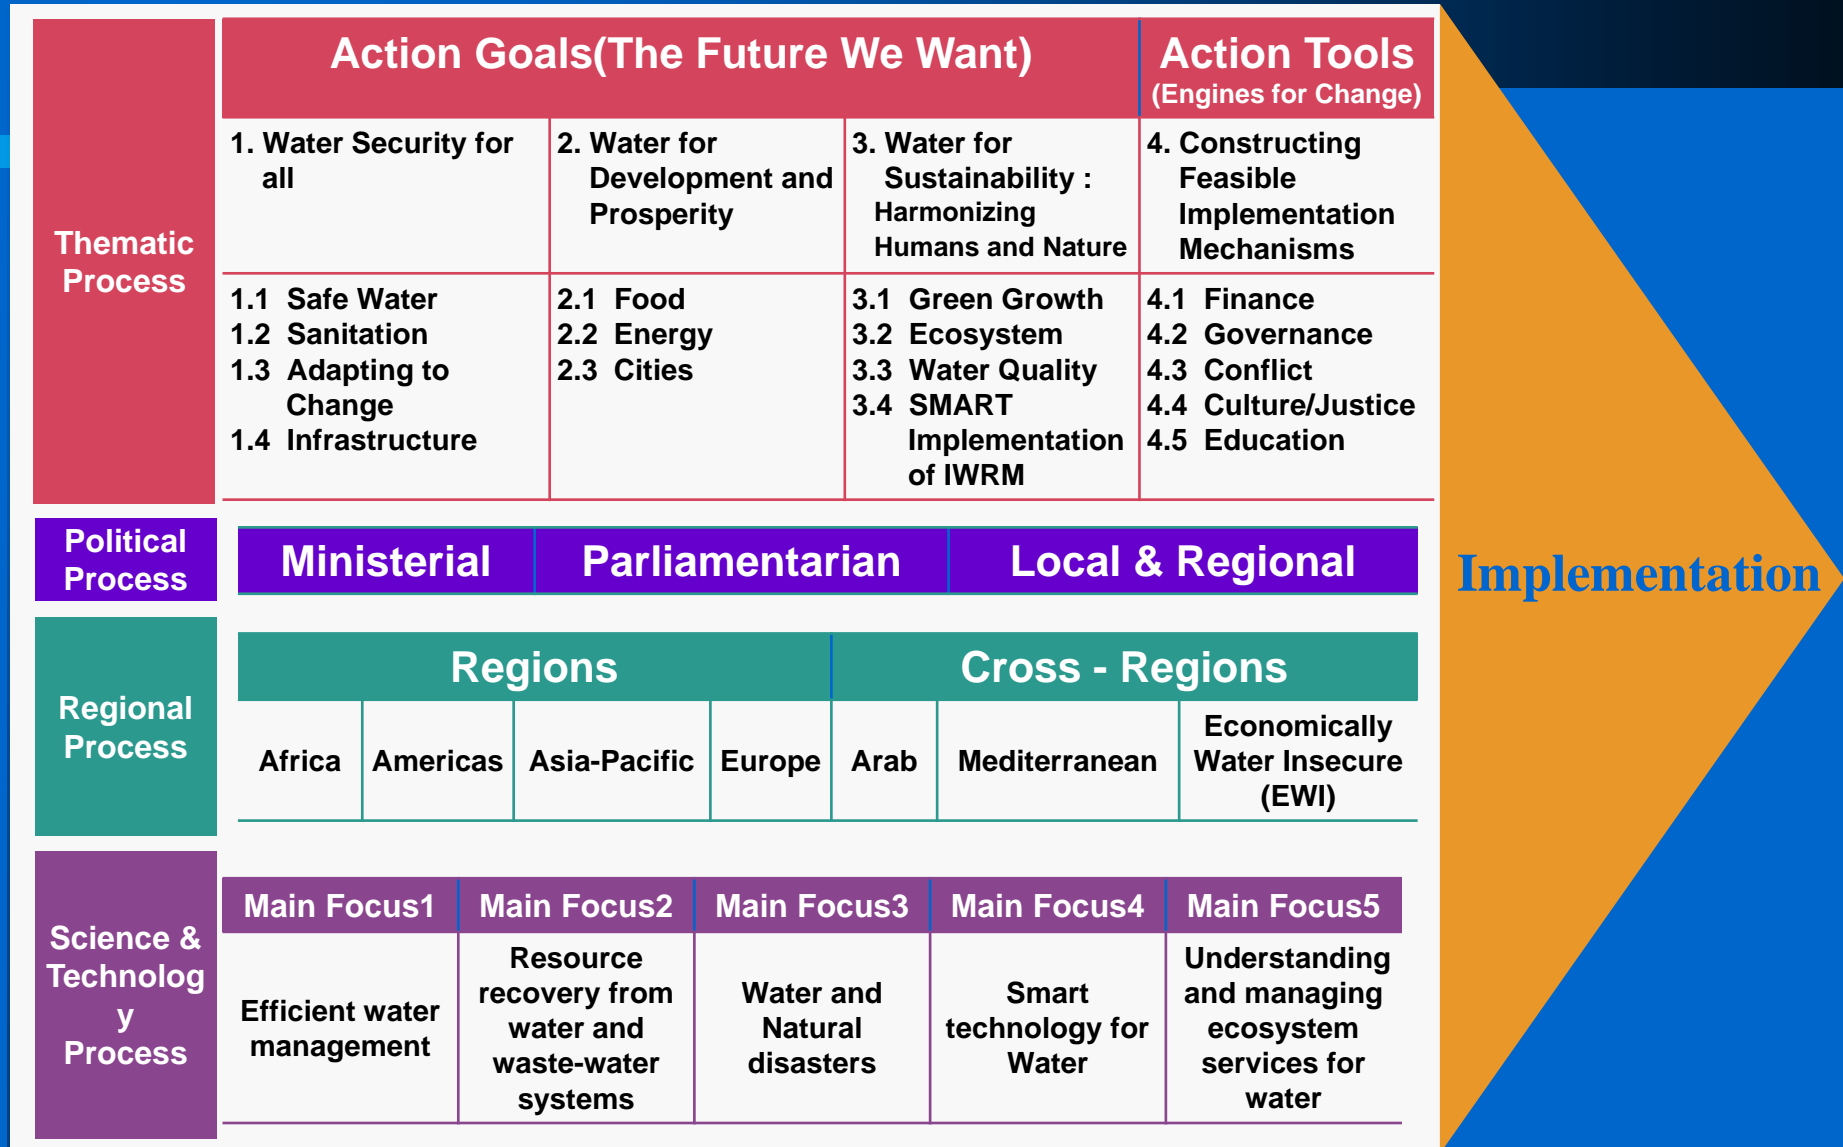 Thematic
Process
Action Goals(The Future We Want)
Action Tools
(Engines for Change)
1. Water Security for
all
2. Water for
Development and
Prosperity
3. Water for
Sustainability :
Harmonizing
Humans and Nature
4. Constructing
Feasible
Implementation
Mechanisms
1.1 Safe Water
1.2 Sanitation
1.3 Adapting to
Change
1.4 Infrastructure
2.1 Food
2.2 Energy
2.3 Cities
3.1 Green Growth
3.2 Ecosystem
3.3 Water Quality
3.4 SMART
Implementation
of IWRM
4.1 Finance
4.2 Governance
4.3 Conflict
4.4 Culture/Justice
4.5 Education
Political
Process
Ministerial
Parliamentarian
Local & Regional
Regional
Process
Regions
Cross - Regions
Africa
Americas
Asia-Pacific
Europe
Arab
Mediterranean
Economically
Water Insecure
(EWI)
Science &
Technolog
y
Process
Main Focus1
Main Focus2
Main Focus3
Main Focus4
Main Focus5
Efficient water
management
Resource
recovery from
water and
waste-water
systems
Water and
Natural
disasters
Smart
technology for
Water
Understanding
and managing
ecosystem
services for
water
Implementation